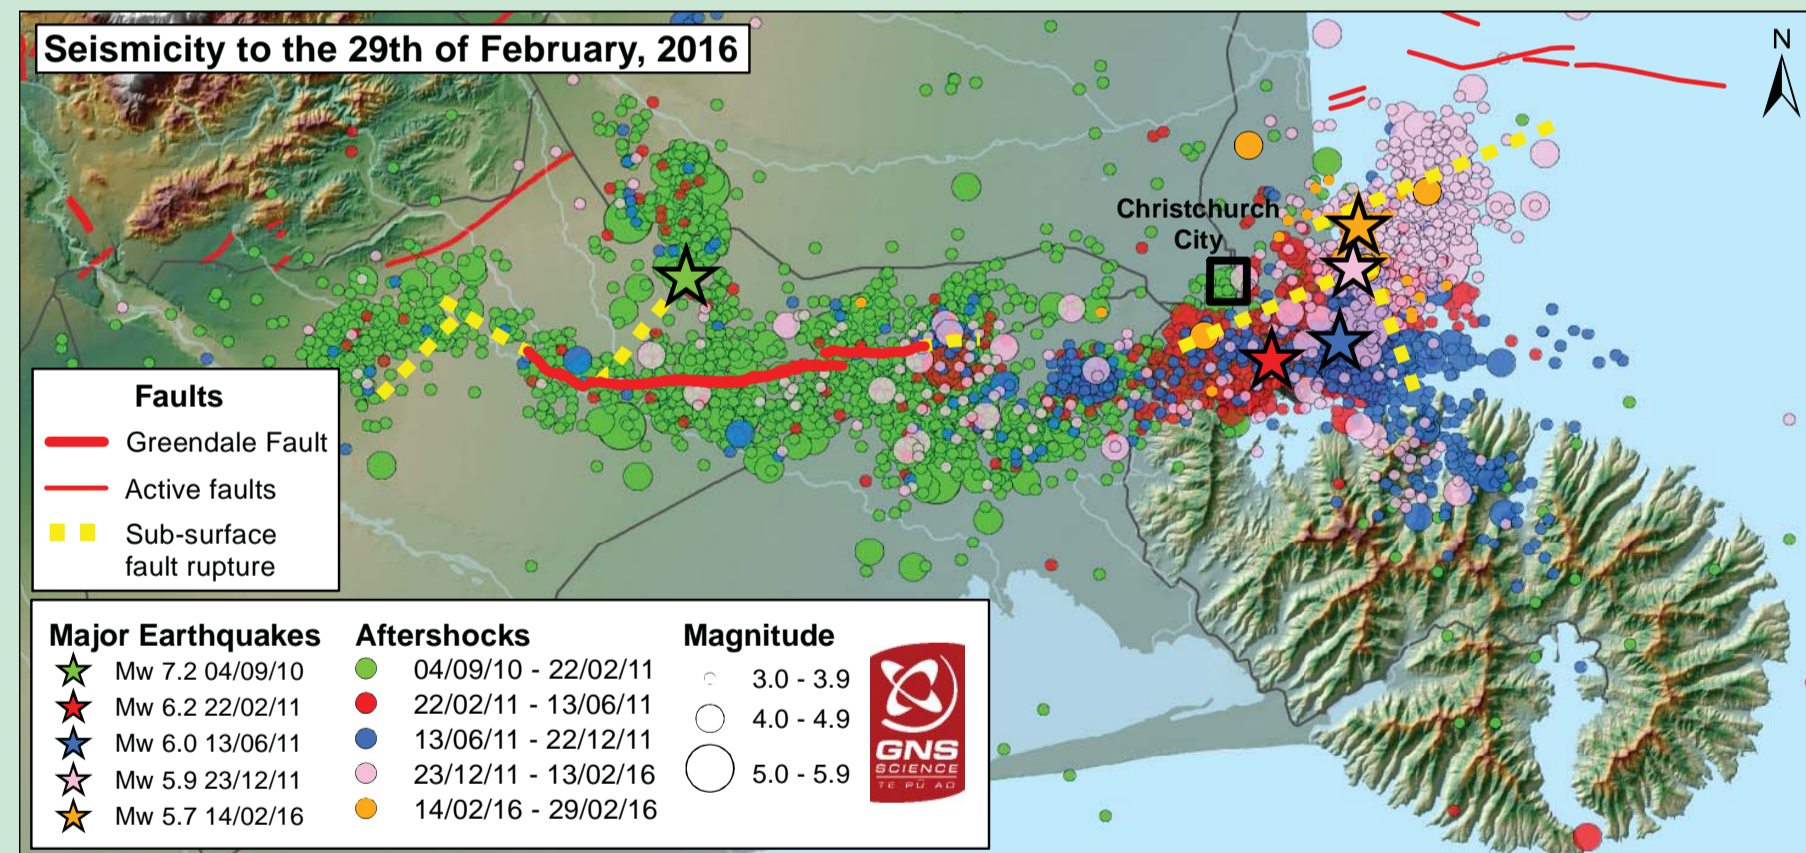 Seismicity to the 29th of February, 2016
N
Christchurch
City
Faults
Greendale Fault
Active faults
Sub-surface
fault rupture
Major Earthquakes
Mw 7.2 04/09/10
Mw 6.2 22/02/11
Mw 6.0 13/06/11
Mw 5.9 23/12/11
Mw 5.7 14/02/16
Aftershocks
04/09/10 - 22/02/11
22/02/11 - 13/06/11
13/06/11 - 22/12/11
23/12/11 - 13/02/16
14/02/16 - 29/02/16
Magnitude
3.0 - 3.9
4.0 - 4.9
5.0 - 5.9
GNS
SCIENCE
TE PŪ AO